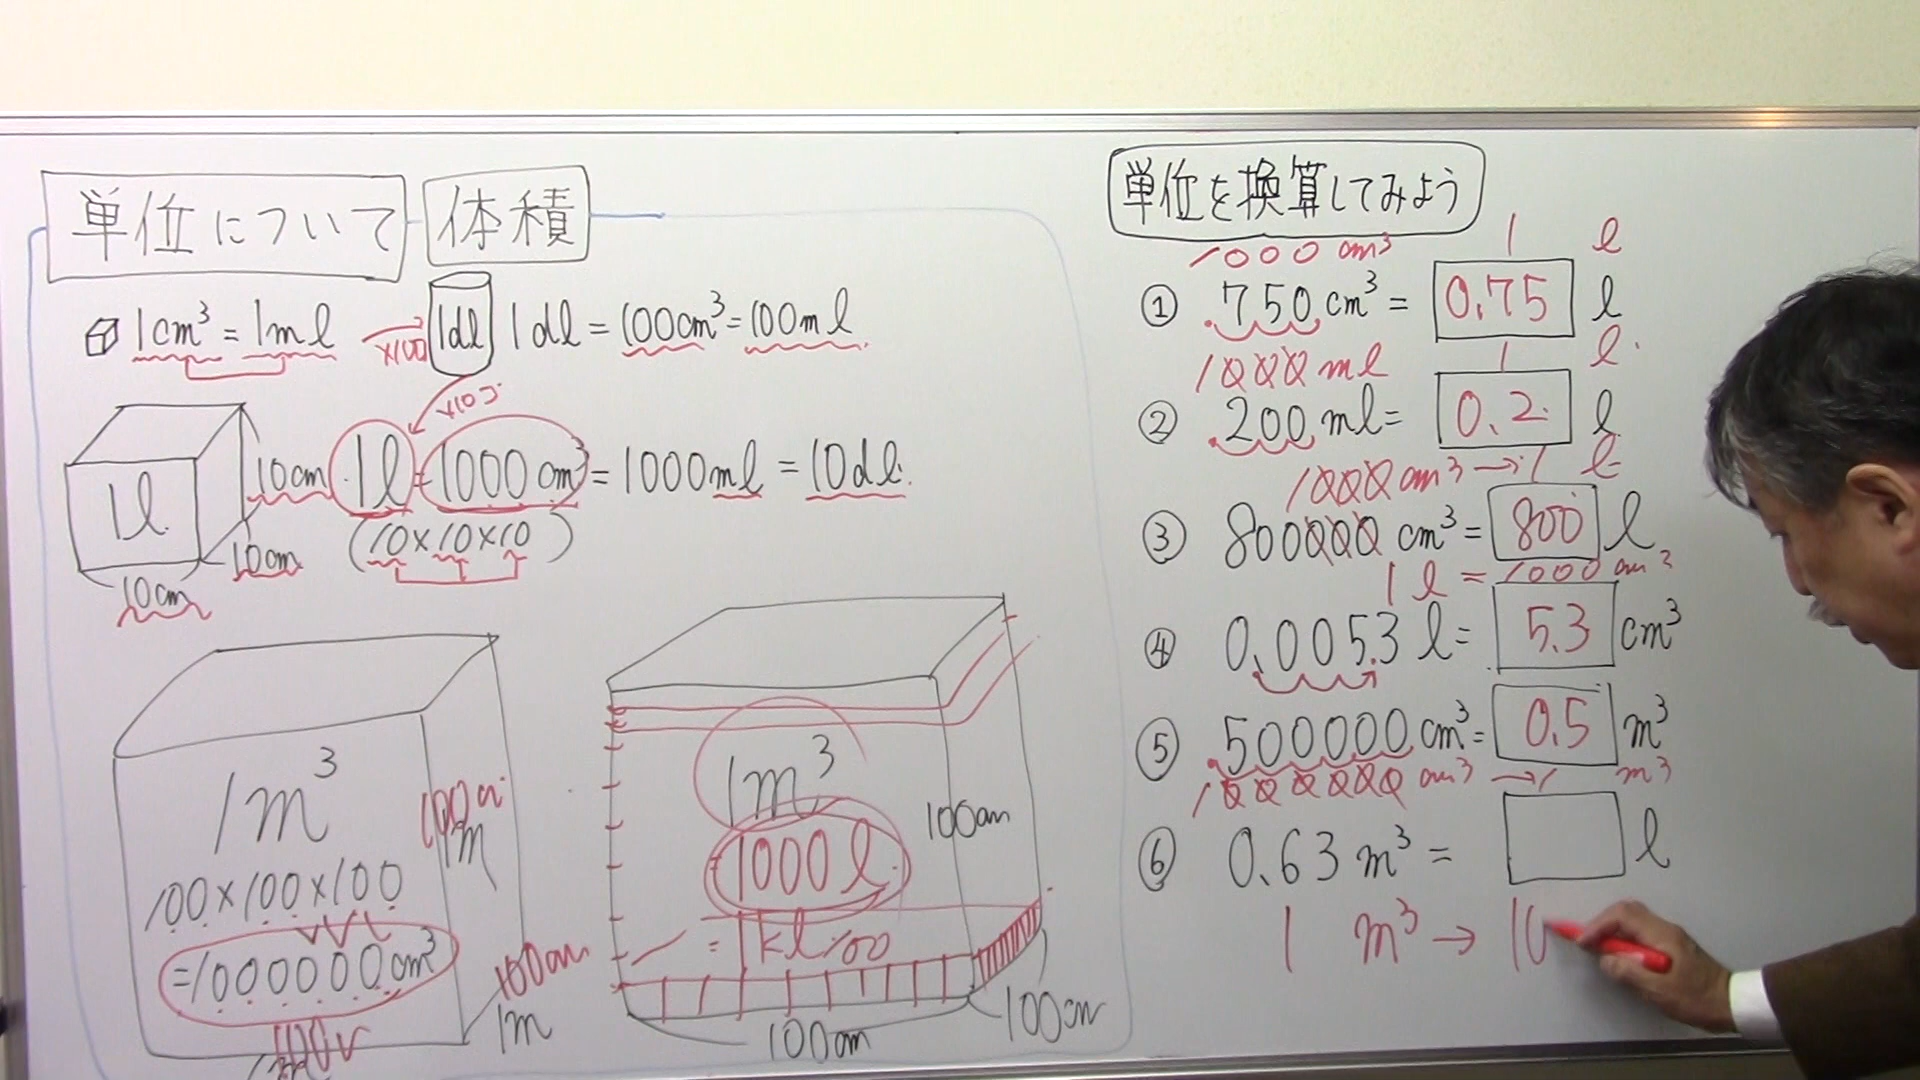 単位について 体積
1cm³ = 1ml ×100 1dl 1dl = 100cm³ = 100ml
×10
1l 10cm 10cm 10cm 1l = 1000cm³ = 1000ml = 10dl
(10×10×10)
1m³
100×100×100
=1000000cm³
1m
100cm
1m
1m³
=1000l
=1kl
100cm
100cm
100cm
単位を換算してみよう
1000cm³ 1 l
① 750cm³ = 0.75 l
1000ml 1 l
② 200ml = 0.2 l
1000cm³→1 l
③ 800000cm³ = 800 l
1 l = 1000cm³
④ 0.0053 l = 5.3 cm³
⑤ 500000cm³ = 0.5 m³
1000000cm³→1 m³
⑥ 0.63m³ = l
1 m³→10